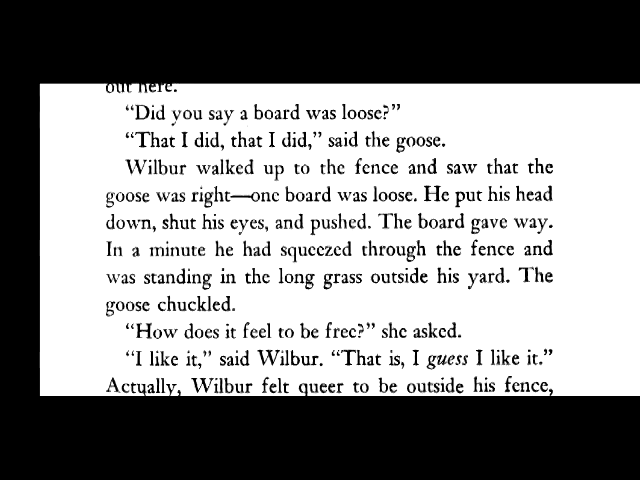 out here.
“Did you say a board was loose?”
“That I did, that I did,” said the goose.
Wilbur walked up to the fence and saw that the
goose was right—one board was loose. He put his head
down, shut his eyes, and pushed. The board gave way.
In a minute he had squeezed through the fence and
was standing in the long grass outside his yard. The
goose chuckled.
“How does it feel to be free?” she asked.
“I like it,” said Wilbur. “That is, I guess I like it.”
Actually, Wilbur felt queer to be outside his fence,